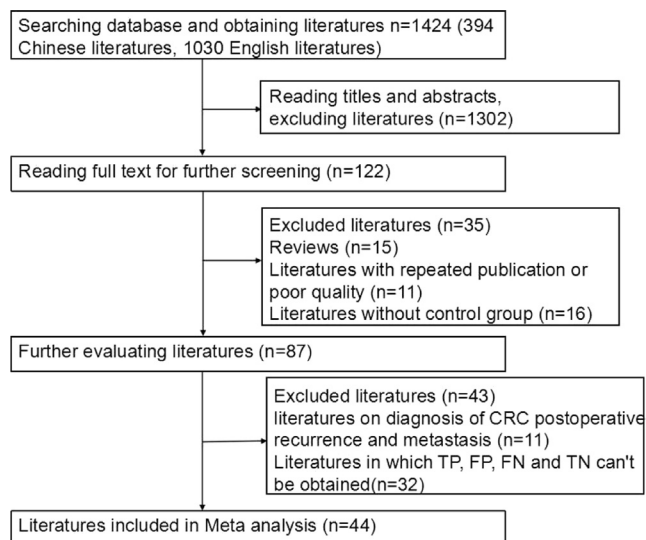 Searching database and obtaining literatures n=1424 (394
Chinese literatures, 1030 English literatures)
Reading titles and abstracts,
excluding literatures (n=1302)
Reading full text for further screening (n=122)
Excluded literatures (n=35)
Reviews (n=15)
Literatures with repeated publication or
poor quality (n=11)
Literatures without control group (n=16)
Further evaluating literatures (n=87)
Excluded literatures (n=43)
literatures on diagnosis of CRC postoperative
recurrence and metastasis (n=11)
Literatures in which TP, FP, FN and TN can't
be obtained(n=32)
Literatures included in Meta analysis (n=44)